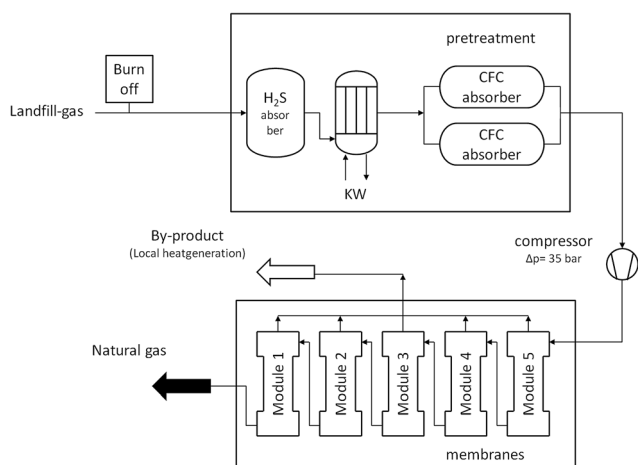 pretreatment
Burn
off
CFC
absorber
H₂S
absor
ber
Landfill-gas
CFC
absorber
KW
By-product
(Local heatgeneration)
compressor
Δp= 35 bar
Natural gas
Module 1
Module 2
Module 3
Module 4
Module 5
membranes